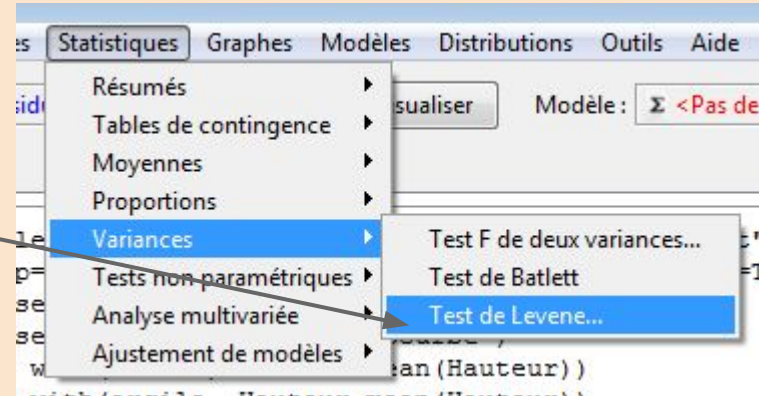 Statistiques Graphes Modèles Distributions Outils Aide
Résumés
sualiser Modèle : Σ <Pas de
Tables de contingence
Moyennes
Proportions
Variances
Test F de deux variances...
Tests non paramétriques
Test de Batlett
Analyse multivariée
Test de Levene...
Ajustement de modèles
ean(Hauteur))